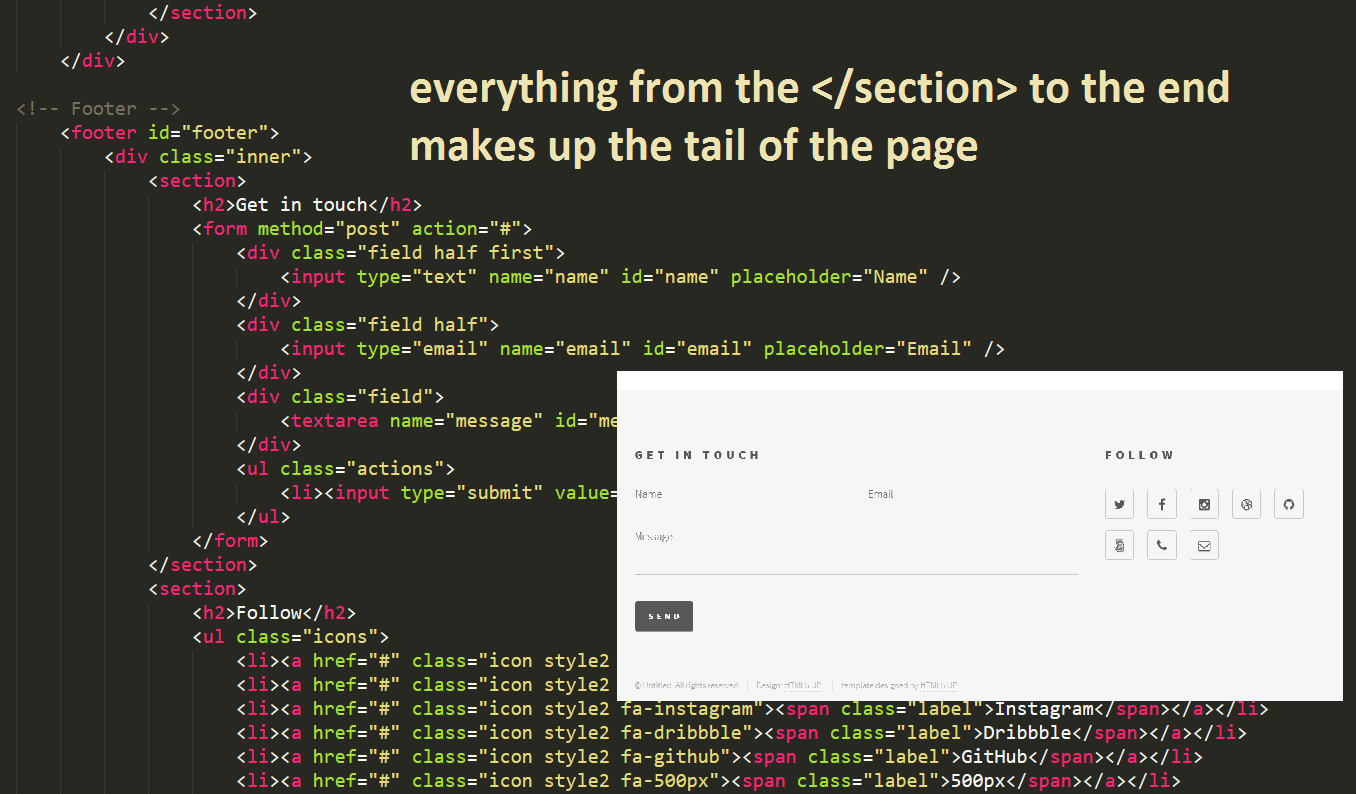 </section>
</div>
</div>
everything from the </section> to the end
makes up the tail of the page
<!-- Footer -->
<footer id="footer">
<div class="inner">
<section>
<h2>Get in touch</h2>
<form method="post" action="#">
<div class="field half first">
<input type="text" name="name" id="name" placeholder="Name" />
</div>
<div class="field half">
<input type="email" name="email" id="email" placeholder="Email" />
</div>
<div class="field">
<textarea name="message" id="me
</div>
<ul class="actions">
<li><input type="submit" value=
</ul>
</form>
</section>
<section>
<h2>Follow</h2>
<ul class="icons">
<li><a href="#" class="icon style2
<li><a href="#" class="icon style2
<li><a href="#" class="icon style2 fa-instagram"><span class="label">Instagram</span></a></li>
<li><a href="#" class="icon style2 fa-dribbble"><span class="label">Dribbble</span></a></li>
<li><a href="#" class="icon style2 fa-github"><span class="label">GitHub</span></a></li>
<li><a href="#" class="icon style2 fa-500px"><span class="label">500px</span></a></li>
GET IN TOUCH
Name Email
Message
SEND
FOLLOW
© Untitled. All rights reserved | Design: HTML5 UP | template designed by HTML5 UP